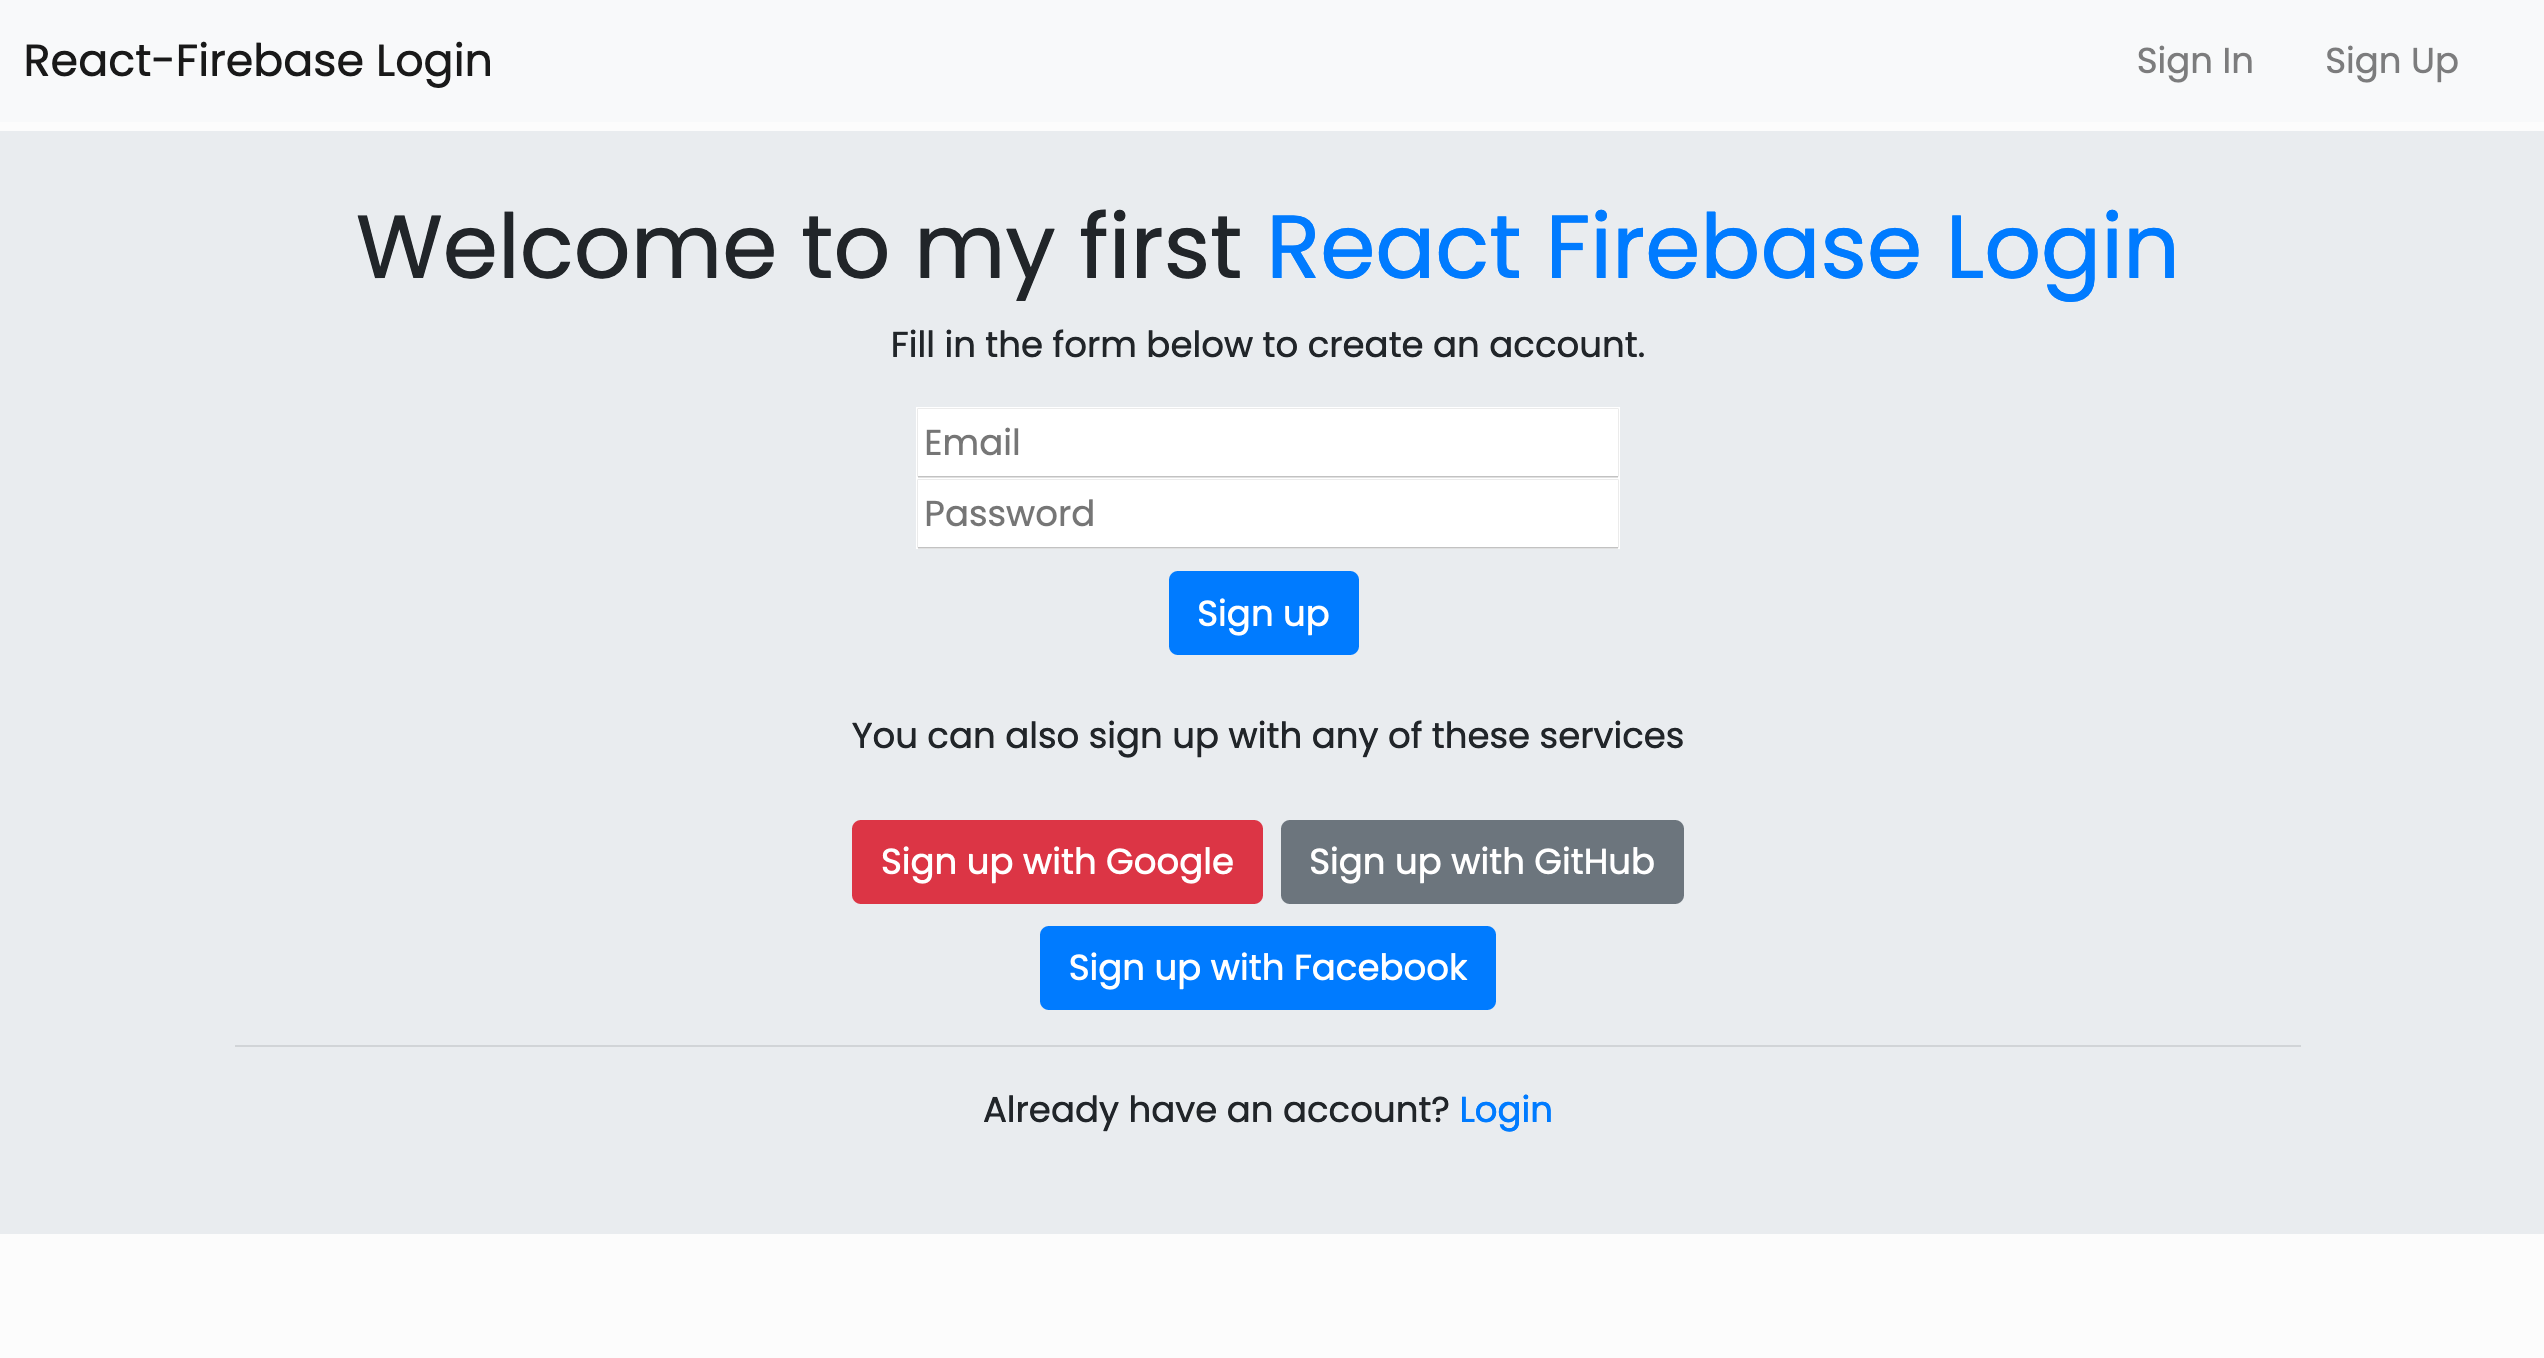 React-Firebase Login
Sign In
Sign Up
Welcome to my first React Firebase Login
Fill in the form below to create an account.
Email
Password
Sign up
You can also sign up with any of these services
Sign up with Google
Sign up with GitHub
Sign up with Facebook
Already have an account? Login